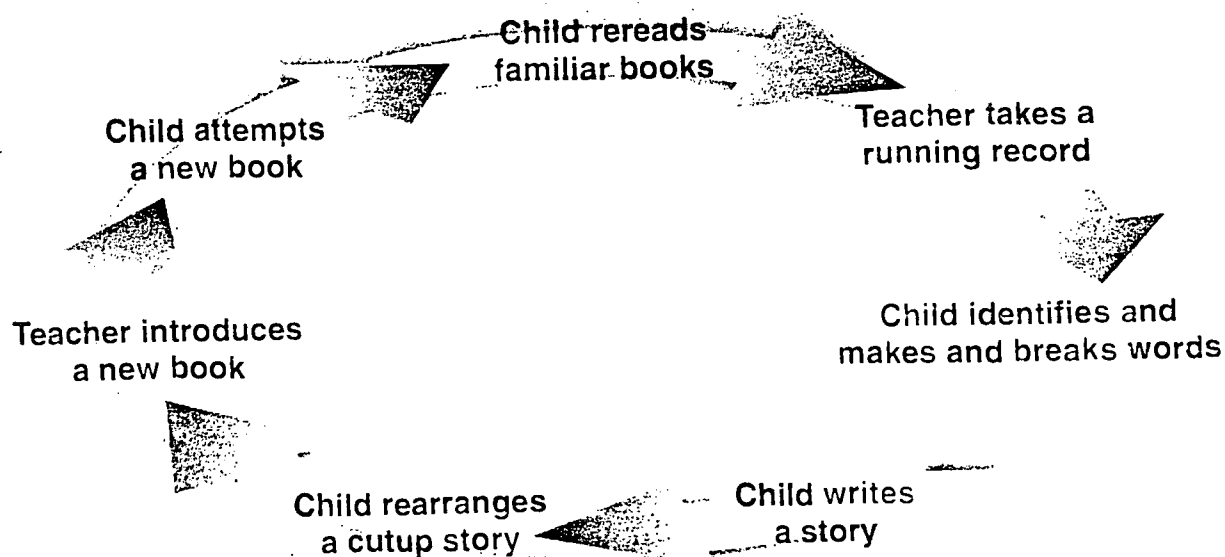 Child rereads
familiar books
Teacher takes a
running record
Child identifies and
makes and breaks words
Child writes
a story
Child rearranges
a cutup story
Teacher introduces
a new book
Child attempts
a new book